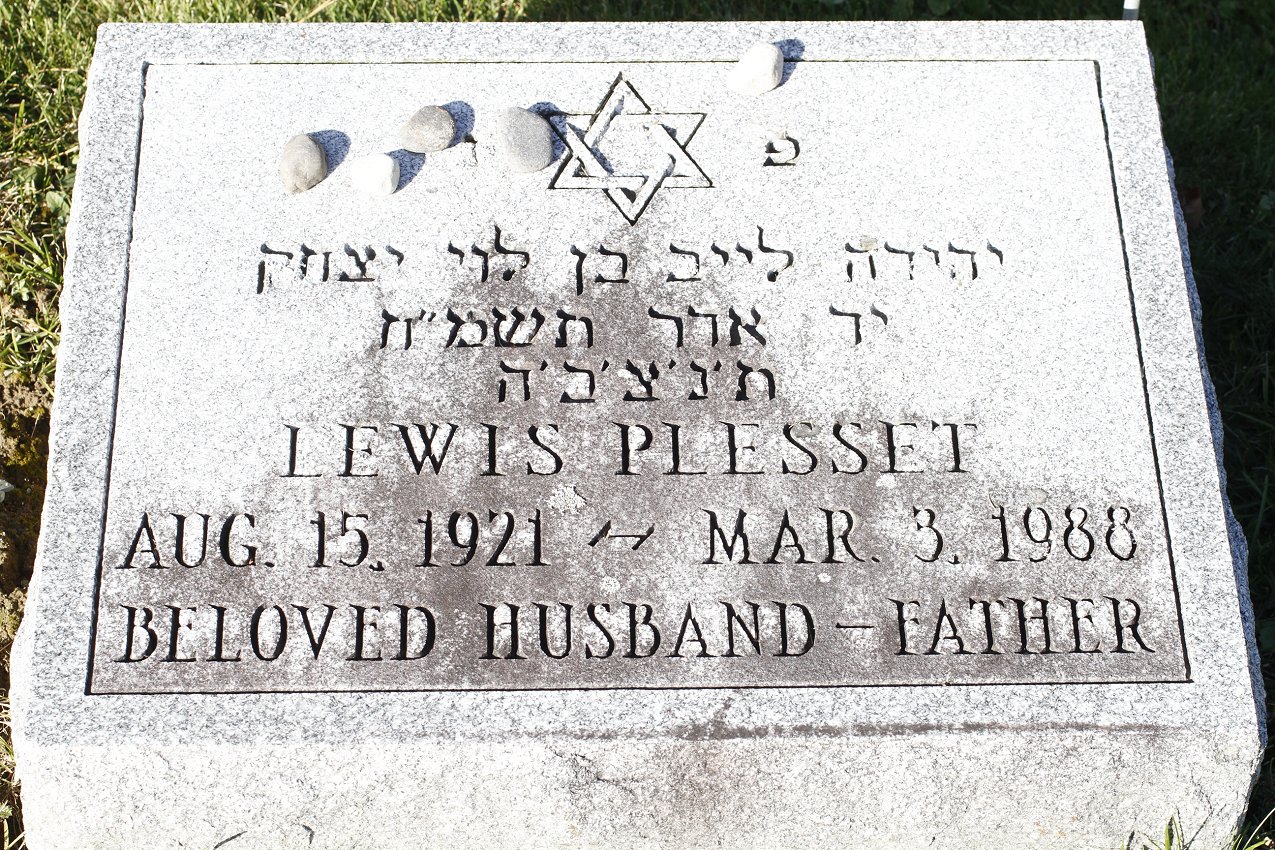 פ
יהודה לייב בן לוי יצחק
יד אדר תשמ״ח
ת׳נ׳צ׳ב׳ה
LEWIS PLESSET
AUG. 15, 1921 ~ MAR. 3, 1988
BELOVED HUSBAND - FATHER